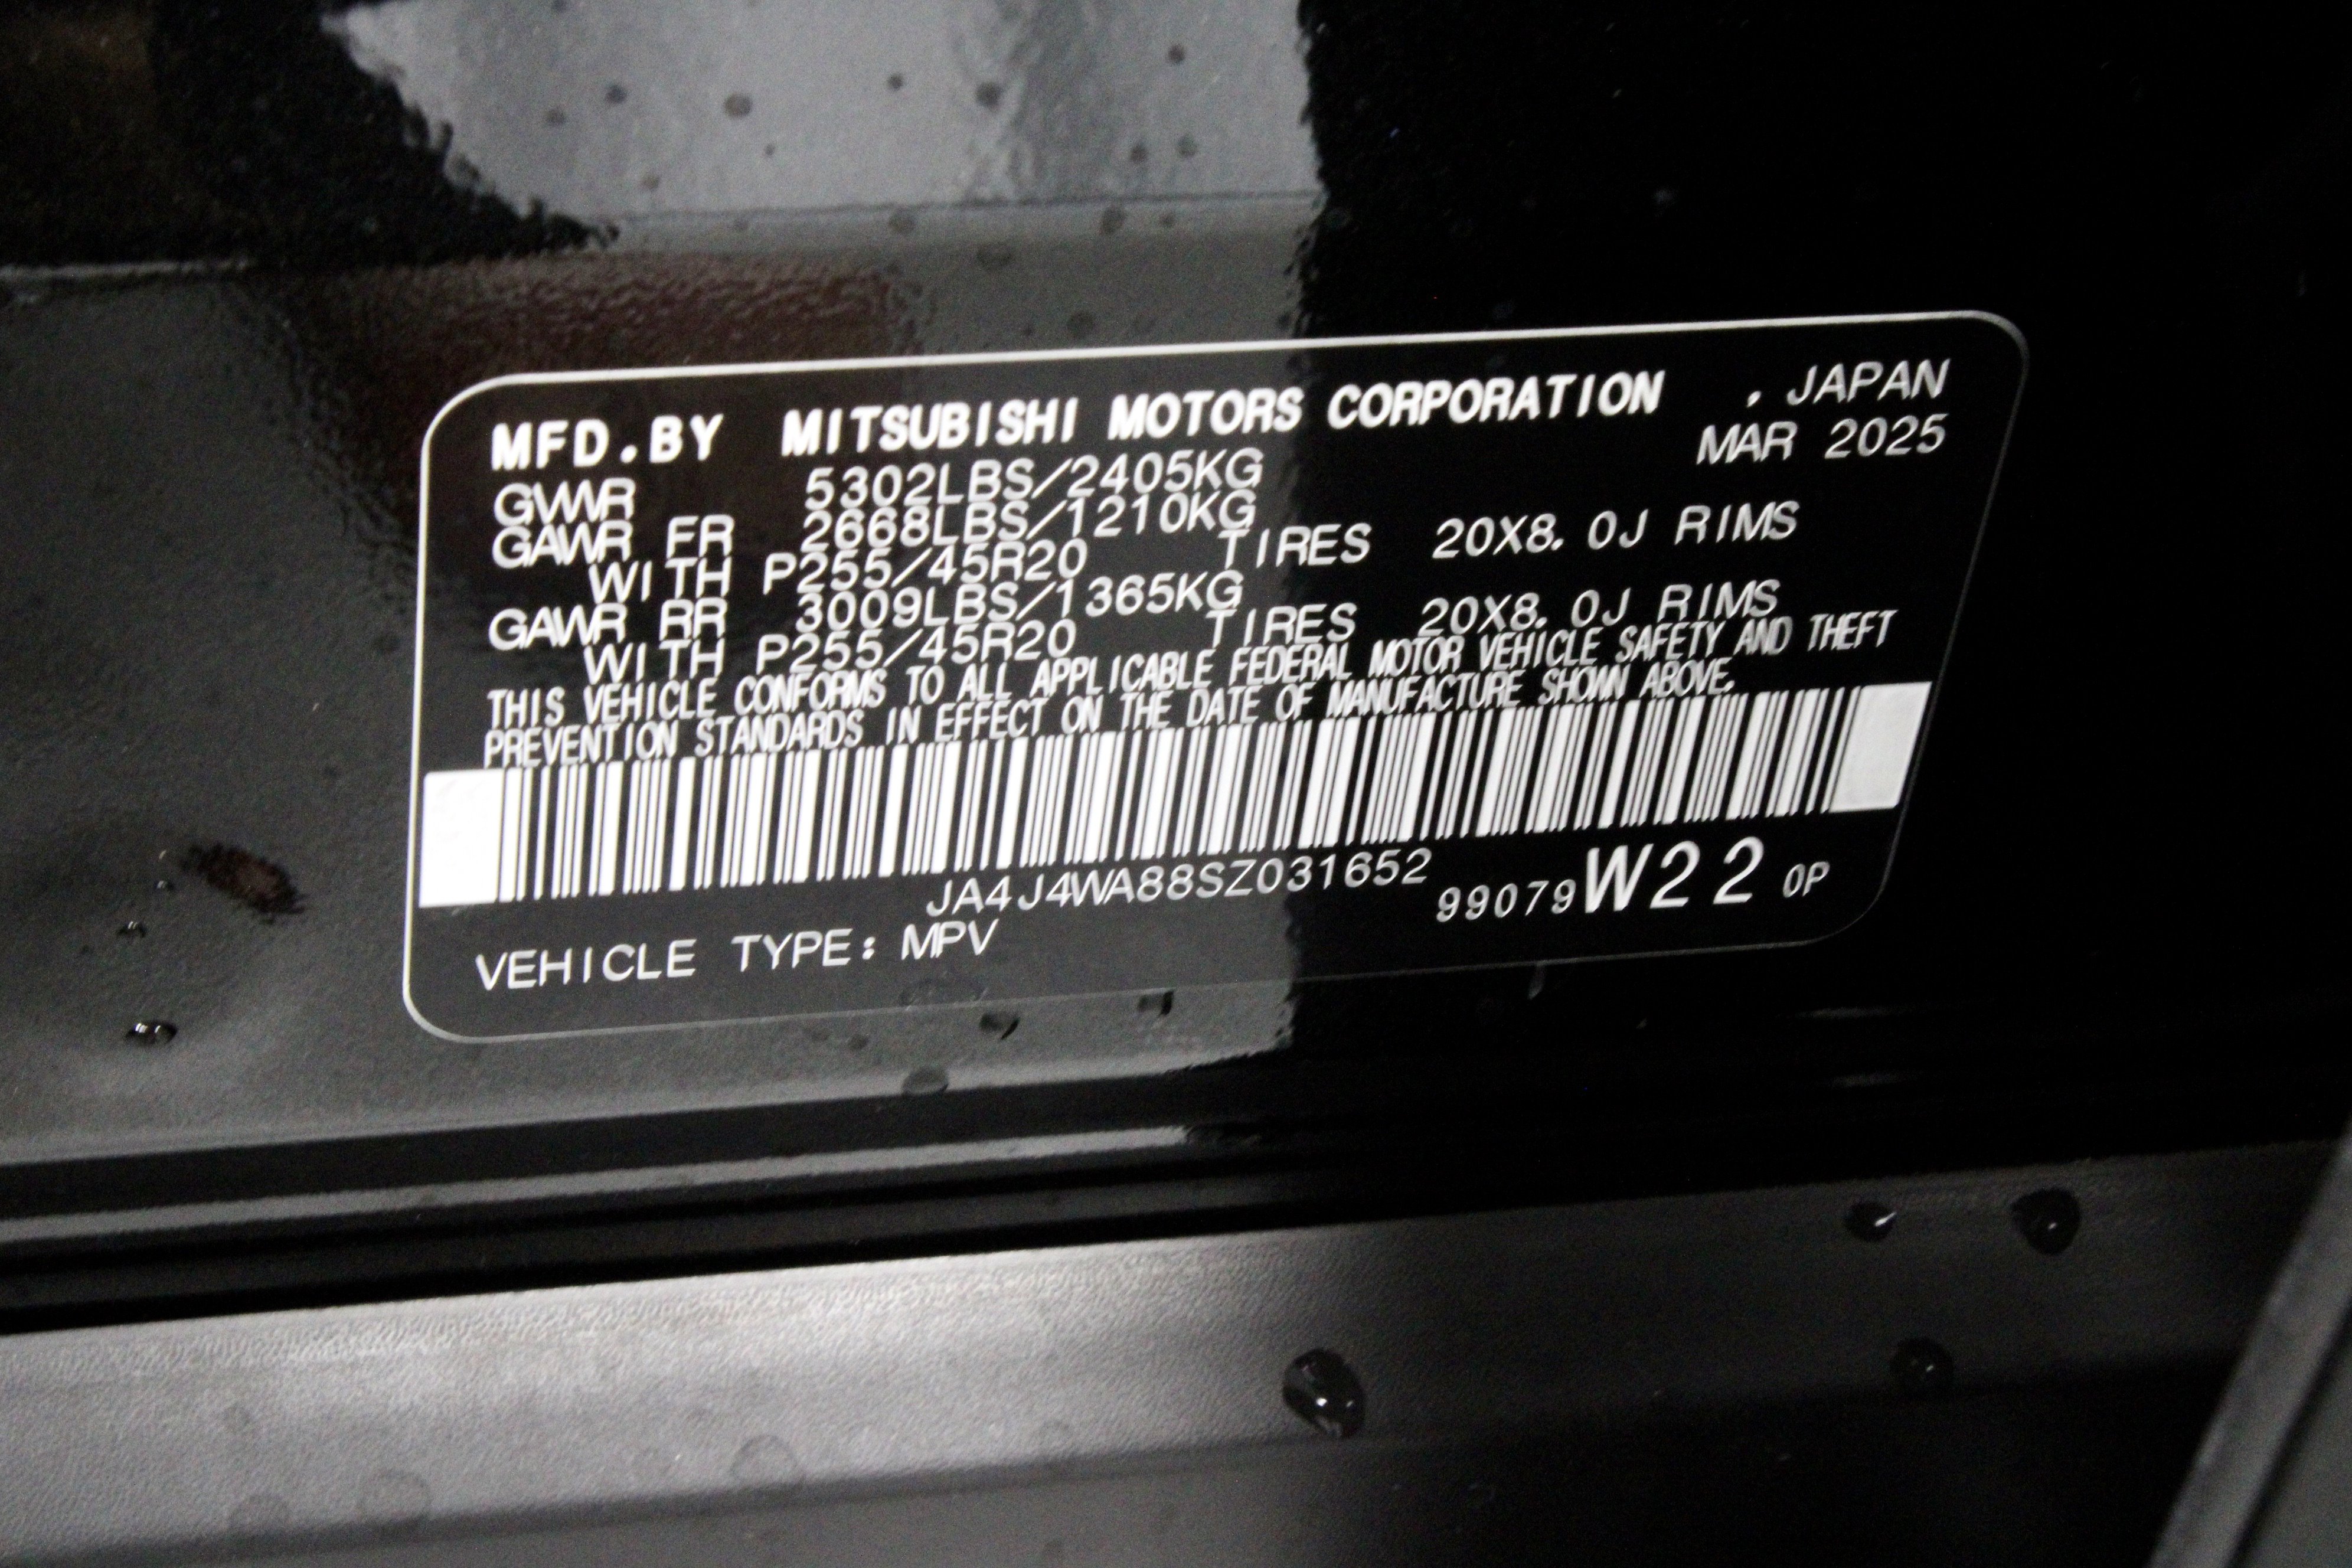 MFD.BY MITSUBISHI MOTORS CORPORATION , JAPAN
MAR 2025
GVWR 5302LBS/2405KG
GAWR FR 2668LBS/1210KG
WITH P255/45R20 TIRES 20X8.0J RIMS
GAWR RR 3009LBS/1365KG
WITH P255/45R20 TIRES 20X8.0J RIMS
THIS VEHICLE CONFORMS TO ALL APPLICABLE FEDERAL MOTOR VEHICLE SAFETY AND THEFT
PREVENTION STANDARDS IN EFFECT ON THE DATE OF MANUFACTURE SHOWN ABOVE.
JA4J4WA88SZ031652
99079 W22 0P
VEHICLE TYPE: MPV